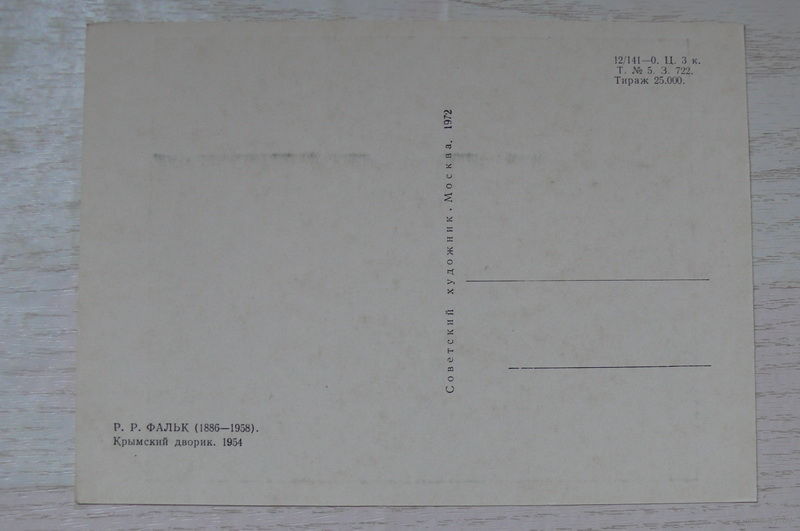 12/141—0. Ц. 3 к.
Т. № 5. З. 722.
Тираж 25.000.
Советский художник. Москва. 1972
Р. Р. ФАЛЬК (1886—1958).
Крымский дворик. 1954